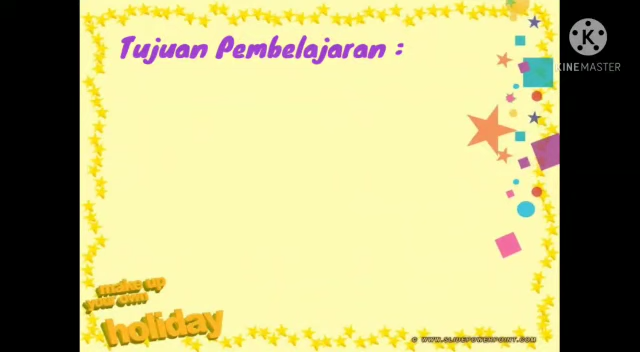 Tujuan Pembelajaran :
KINEMASTER
make up
your own
holiday
© WWW.SLIDEPOWERPOINT.COM